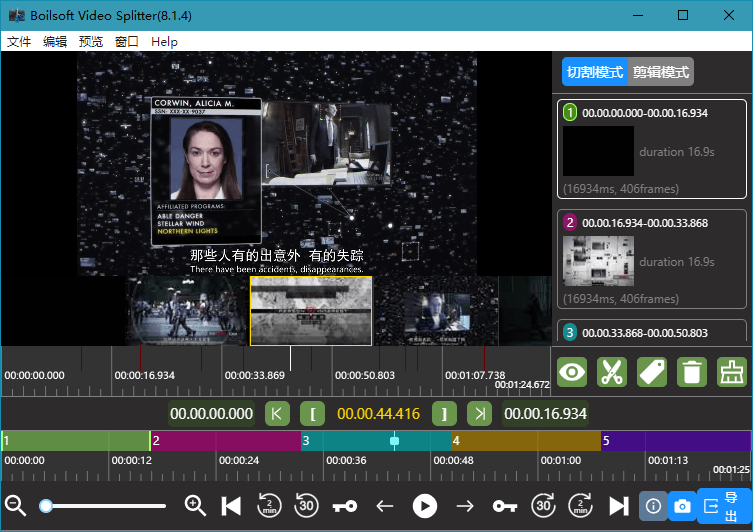 Boilsoft Video Splitter(8.1.4)
文件 编辑 预览 窗口 Help
CORWIN, ALICIA M.
SSN: XXX-XX-9037
AFFILIATED PROGRAMS:
ABLE DANGER
STELLAR WIND
NORTHERN LIGHTS
那些人有的出意外 有的失踪
There have been accidents, disappearances.
切割模式 剪辑模式
1 00.00.00.000-00.00.16.934
duration 16.9s
(16934ms, 406frames)
2 00.00.16.934-00.00.33.868
duration 16.9s
(16934ms, 406frames)
3 00.00.33.868-00.00.50.803
00:00:00.000 00:00:16.934 00:00:33.869 00:00:50.803 00:01:07.738 00:01:24.672
00.00.00.000 [ 00.00.44.416 ] 00.00.16.934
1 2 3 4 5
00:00:00 00:00:12 00:00:24 00:00:36 00:00:48 00:01:00 00:01:13 00:01:25
2 min 30 30 2 min
导出